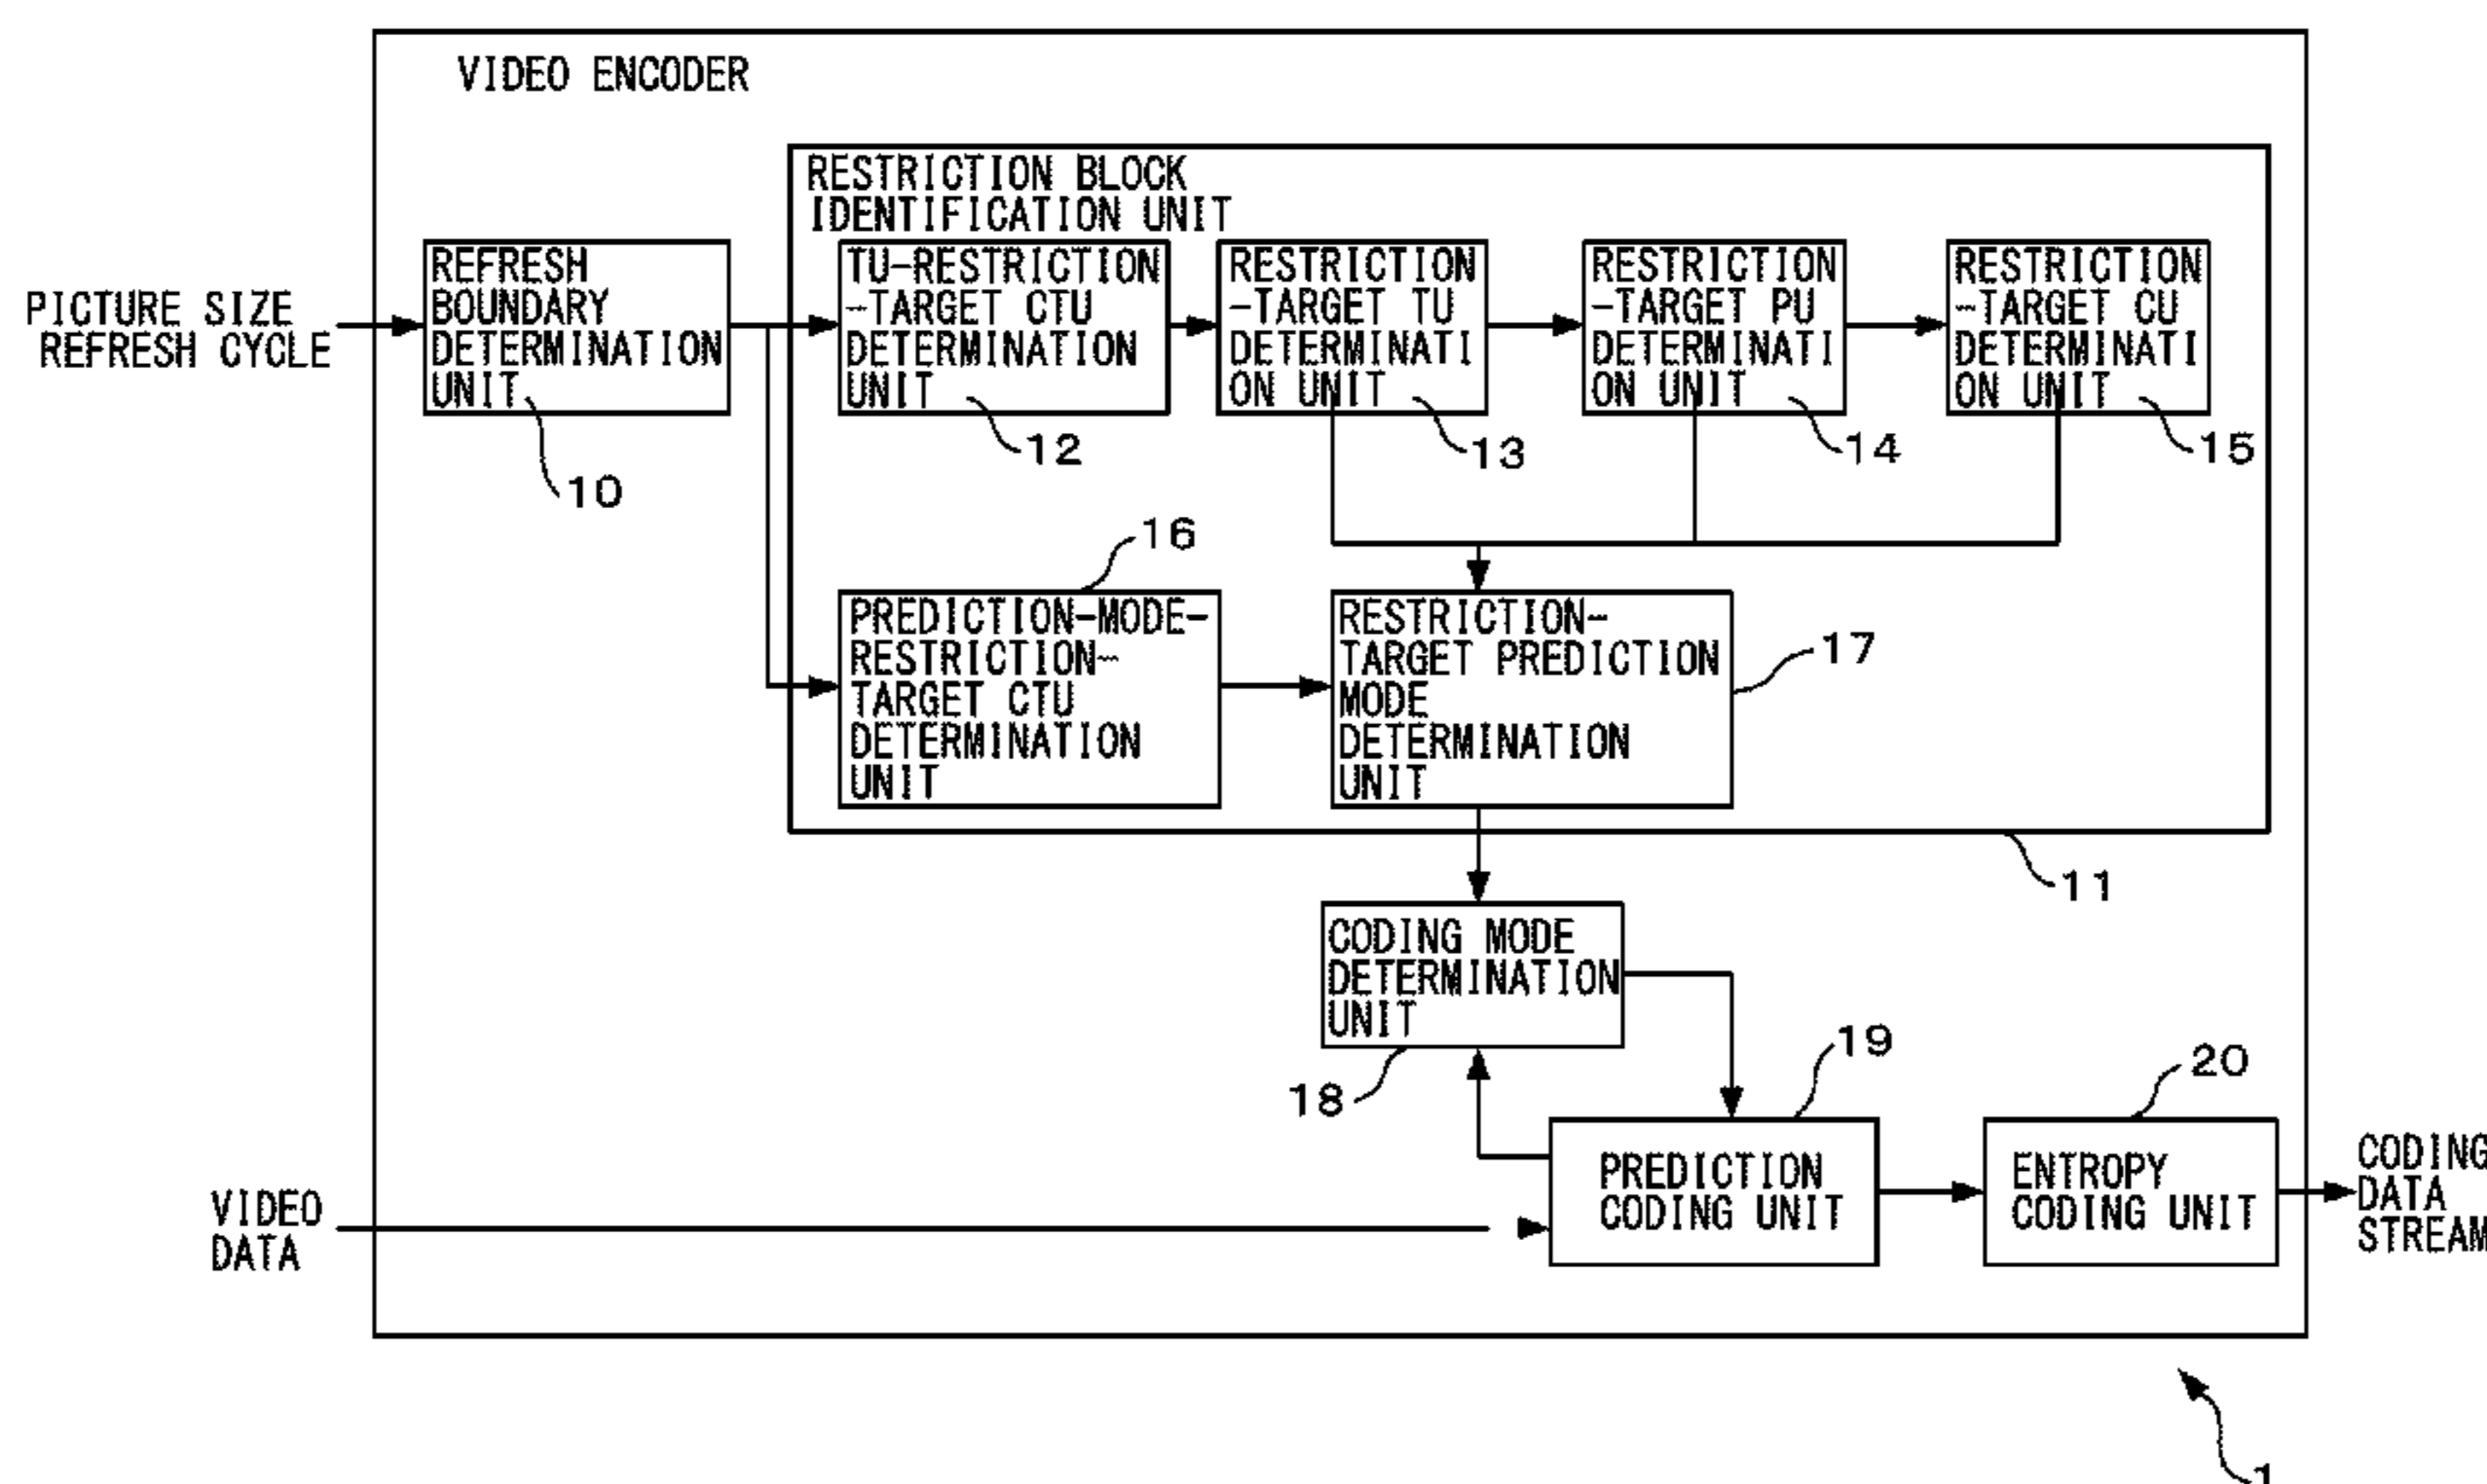 VIDEO ENCODER
RESTRICTION BLOCK
IDENTIFICATION UNIT
PICTURE SIZE
REFRESH CYCLE
REFRESH
BOUNDARY
DETERMINATION
UNIT
10
TU-RESTRICTION
-TARGET CTU
DETERMINATION
UNIT
12
RESTRICTION
-TARGET TU
DETERMINATI
ON UNIT
13
RESTRICTION
-TARGET PU
DETERMINATI
ON UNIT
14
RESTRICTION
-TARGET CU
DETERMINATI
ON UNIT
15
16
PREDICTION-MODE-
RESTRICTION-
TARGET CTU
DETERMINATION
UNIT
RESTRICTION-
TARGET PREDICTION
MODE
DETERMINATION
UNIT
17
11
CODING MODE
DETERMINATION
UNIT
18
19
20
VIDEO
DATA
PREDICTION
CODING UNIT
ENTROPY
CODING UNIT
CODING
DATA
STREAM
1